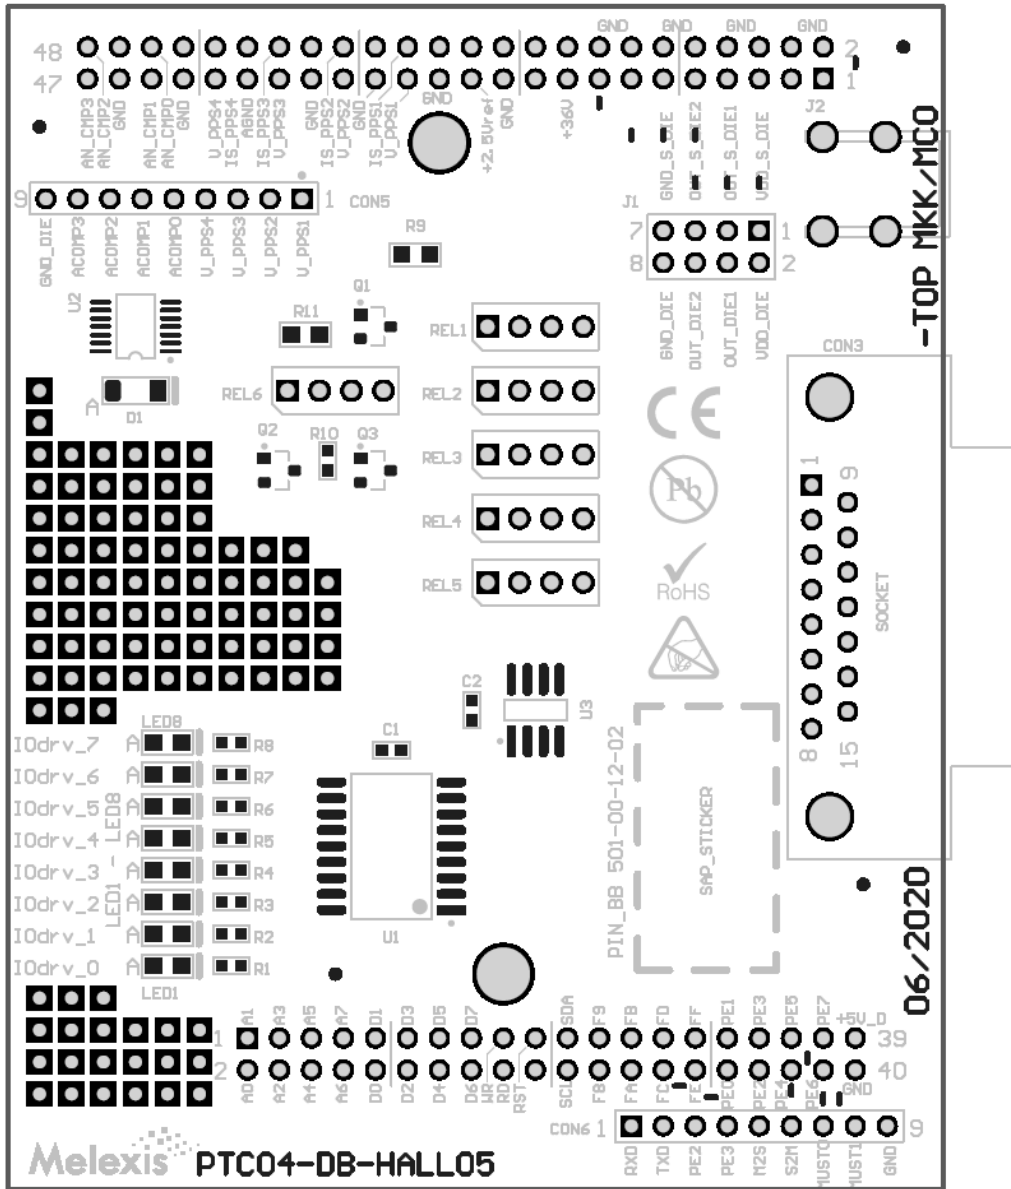 GND GND GND GND
48 2
47 1
AN_CMP3 AN_CMP2 GND AN_CMP1 AN_CMP0 GND V_PPS4 IS_PPS4 AGND IS_PPS3 V_PPS3 GND IS_PPS2 V_PPS2 GND IS_PPS1 V_PPS1 GND +2.5Vref GND +36V GND_S_DIE OUT_S_DIE2 OUT_S_DIE1 VDD_S_DIE J2
9 1 CON5
GND_DIE ACOMP3 ACOMP2 ACOMP1 ACOMP0 V_PPS4 V_PPS3 V_PPS2 V_PPS1
J1
7 1
8 2
GND_DIE OUT_DIE2 OUT_DIE1 VDD_DIE
-TOP MKK/MCO
R9
U2
R11
Q1
REL1
CON3
A
D1
REL6
REL2
Q2
R10
Q3
REL3
CE
1 9
Pb
REL4
REL5
RoHS
SOCKET
8 15
C2
U3
C1
U1
LED8
IOdrv_7 A R8
IOdrv_6 A R7
IOdrv_5 A R6
IOdrv_4 A R5
IOdrv_3 A R4
IOdrv_2 A R3
IOdrv_1 A R2
IOdrv_0 A R1
LED1 - LED8
LED1
PIN_BB 501-00-12-02
SAP_STICKER
06/2020
A1 A3 A5 A7 D1 D3 D5 D7 SDA F9 FB FD FF PE1 PE3 PE5 PE7 +5V_D
1 39
2 40
A0 A2 A4 A6 D0 D2 D4 D6 WR RD RST SCL F8 FA FC FE PE0 PE2 PE4 PE6 GND
CON6 1 9
RXD TXD PE2 PE3 M2S S2M MUST0 MUST1 GND
Melexis PTC04-DB-HALL05